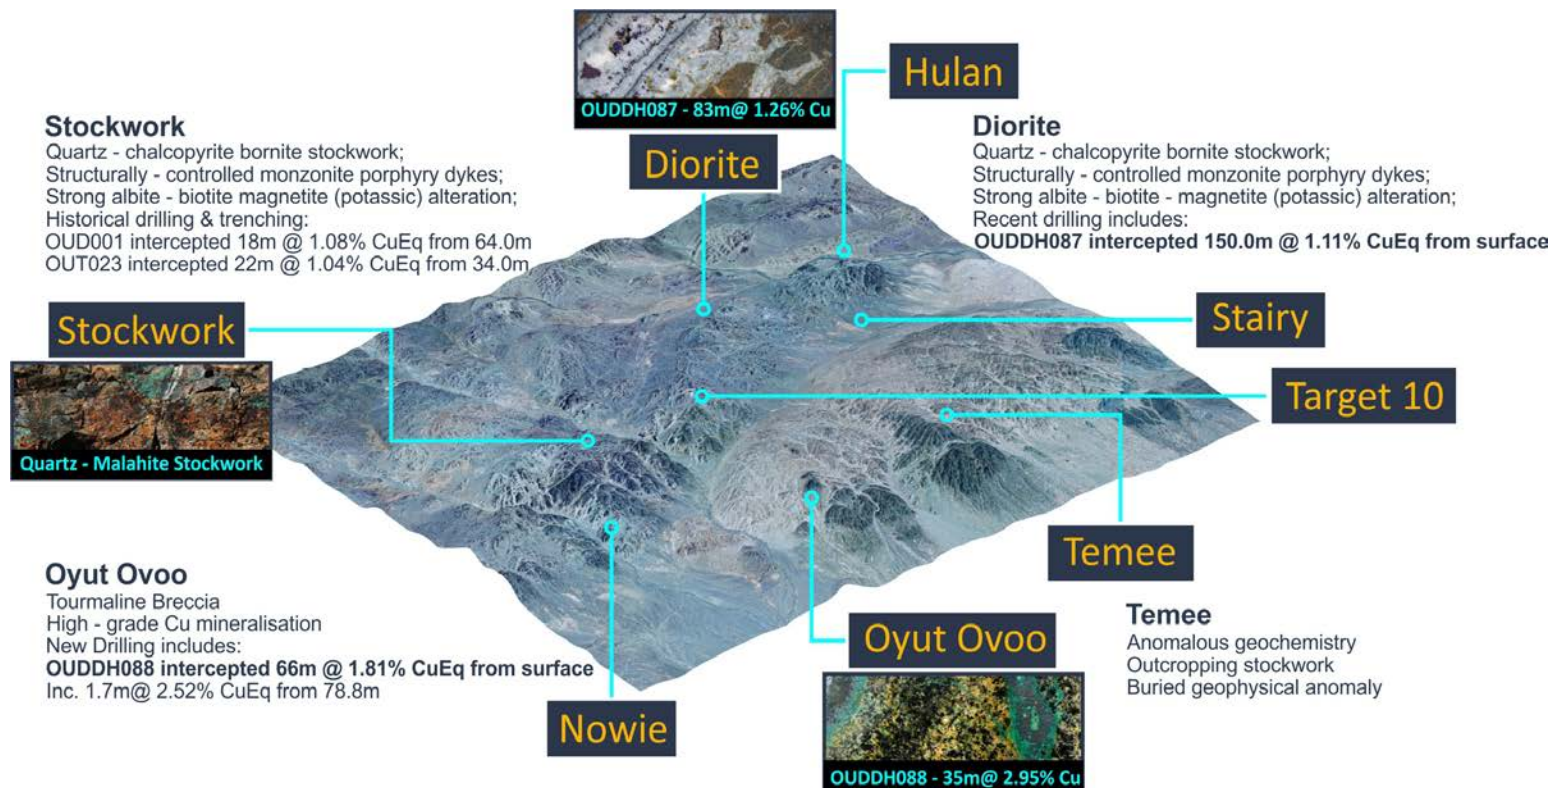 OUDDH087 - 83m@ 1.26% Cu
Hulan
Stockwork
Quartz - chalcopyrite bornite stockwork;
Structurally - controlled monzonite porphyry dykes;
Strong albite - biotite magnetite (potassic) alteration;
Historical drilling & trenching:
OUD001 intercepted 18m @ 1.08% CuEq from 64.0m
OUT023 intercepted 22m @ 1.04% CuEq from 34.0m
Diorite
Diorite
Quartz - chalcopyrite bornite stockwork;
Structurally - controlled monzonite porphyry dykes;
Strong albite - biotite - magnetite (potassic) alteration;
Recent drilling includes:
OUDDH087 intercepted 150.0m @ 1.11% CuEq from surface
Stockwork
Quartz - Malahite Stockwork
Stairy
Target 10
Temee
Oyut Ovoo
Tourmaline Breccia
High - grade Cu mineralisation
New Drilling includes:
OUDDH088 intercepted 66m @ 1.81% CuEq from surface
Inc. 1.7m@ 2.52% CuEq from 78.8m
Nowie
Oyut Ovoo
OUDDH088 - 35m@ 2.95% Cu
Temee
Anomalous geochemistry
Outcropping stockwork
Buried geophysical anomaly